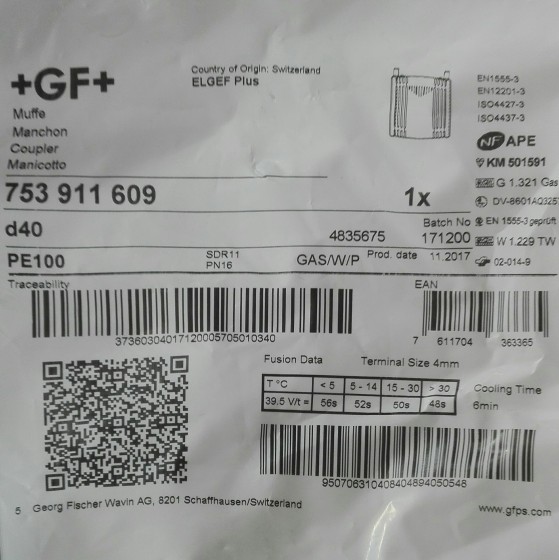 +GF+
Country of Origin: Switzerland
ELGEF Plus
Muffe
Manchon
Coupler
Manicotto
EN1555-3
EN12201-3
ISO4427-3
ISO4437-3
NF APE
KM 501591
G 1.321 Gas
DV-8601AQ3257
EN 1555-3 geprüft
W 1.229 TW
02-014-9
753 911 609
1x
d40
4835675
Batch No
171200
PE100
SDR11
PN16
GAS/W/P
Prod. date
11.2017
Traceability
EAN
37360304017120005705010340
7 611704 363365
Fusion Data
Terminal Size 4mm
T °C < 5 5 - 14 15 - 30 > 30
39,5 V/t = 56s 52s 50s 48s
Cooling Time
6min
950706310408404894050548
5 Georg Fischer Wavin AG, 8201 Schaffhausen/Switzerland
www.gfps.com